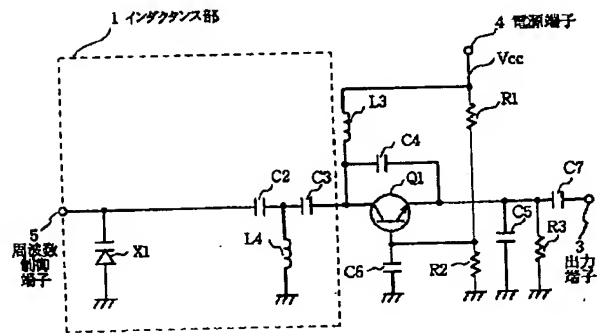 1 インダクタンス部
4 電源端子
Vcc
L3
R1
C4
C7
C2
C3
Q1
5
周波数
制御
端子
X1
L4
C6
R2
C5
R3
3
出力
端子